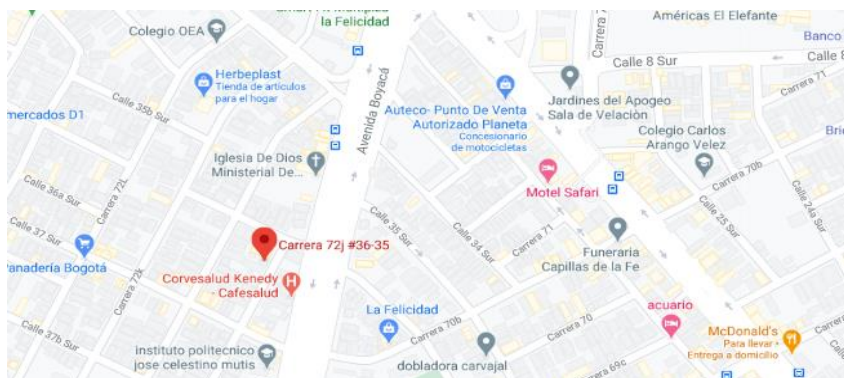 la Felicidad
Américas El Elefante
Colegio OEA
Banco
Carrera 7
Calle 8 Sur
Herbeplast
Tienda de artículos
para el hogar
Carrera 71
Calle 35b Sur
mercados D1
Avenida Boyacá
Auteco- Punto De Venta
Autorizado Planeta
Concesionario
de motocicletas
Jardines del Apogeo
Sala de Velación
Colegio Carlos
Arango Velez
Iglesia De Dios
Ministerial De...
Motel Safari
Carrera 70b
Calle 36a Sur
Carrera 72L
Calle 37 Sur
Calle 35 Sur
Calle 34 Sur
Carrera 71
Calle 25 Sur
Calle 24a Sur
Carrera 72j #36-35
Panadería Bogotá
Carrera 72k
Funeraria
Capillas de la Fe
Corvesalud Kenedy
- Cafesalud
La Felicidad
acuario
Carrera 70b
Carrera 70
McDonald's
Para llevar •
Entrega a domicilio
Calle 37b Sur
instituto politecnico
jose celestino mutis
dobladora carvajal
Carrera 69c